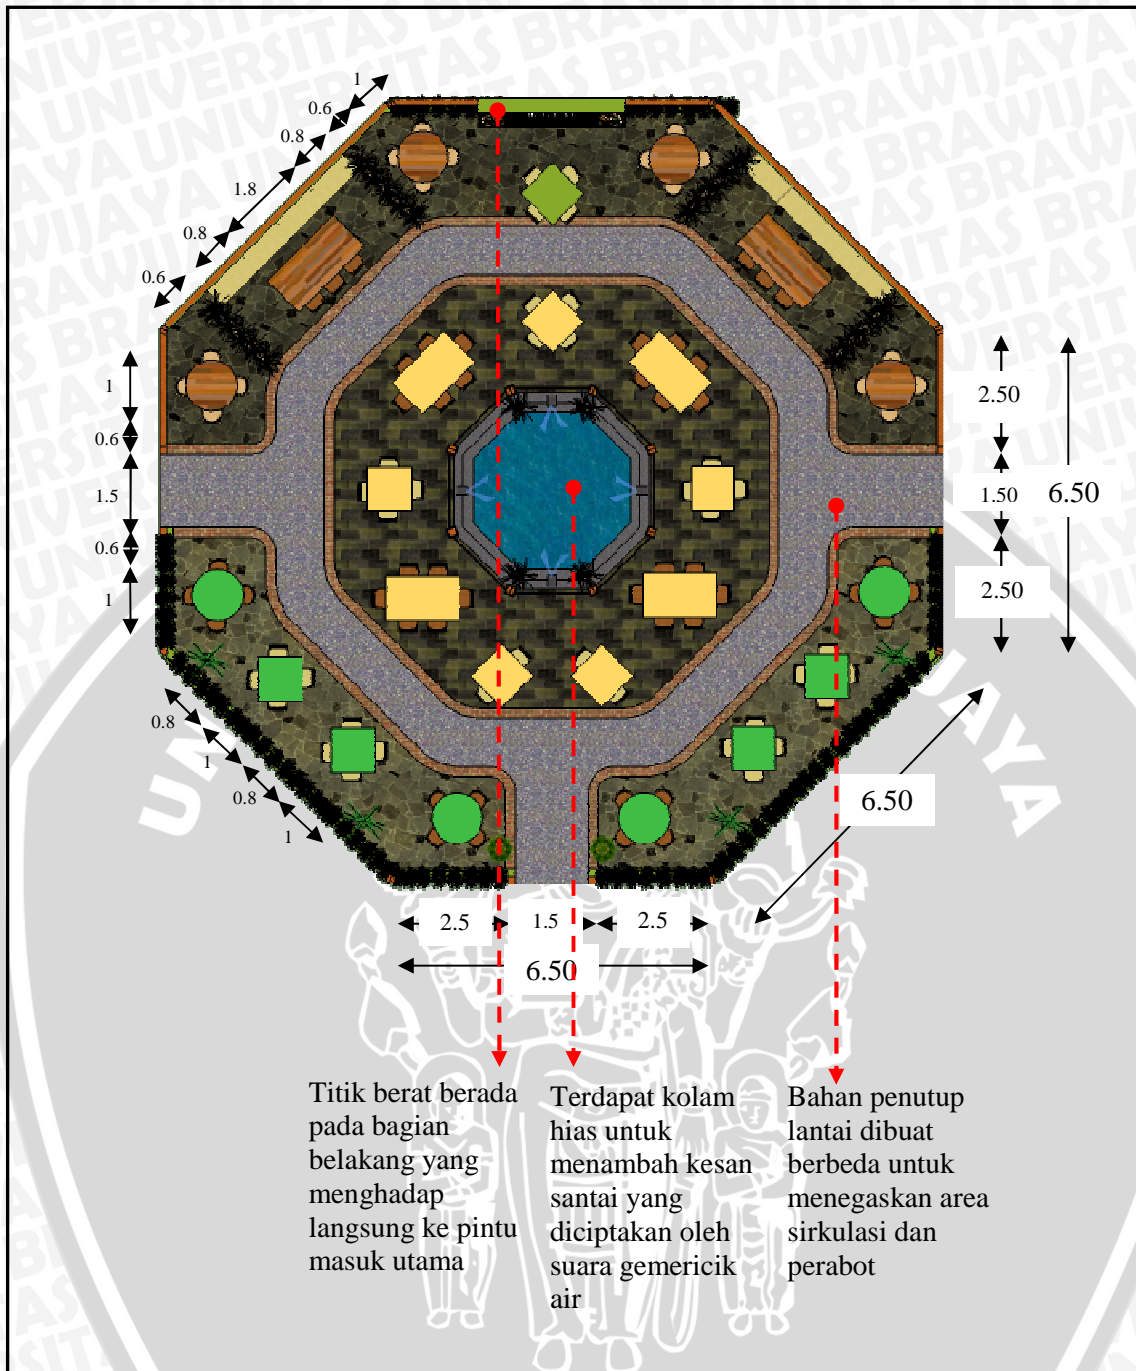 1
0.6
0.8
1.8
0.8
0.6
1
0.6
1.5
0.6
1
0.8
1
0.8
1
2.50
1.50
2.50
6.50
6.50
2.5
1.5
2.5
6.50
Titik berat berada
pada bagian
belakang yang
menghadap
langsung ke pintu
masuk utama
Terdapat kolam
hias untuk
menambah kesan
santai yang
diciptakan oleh
suara gemericik
air
Bahan penutup
lantai dibuat
berbeda untuk
menegaskan area
sirkulasi dan
perabot